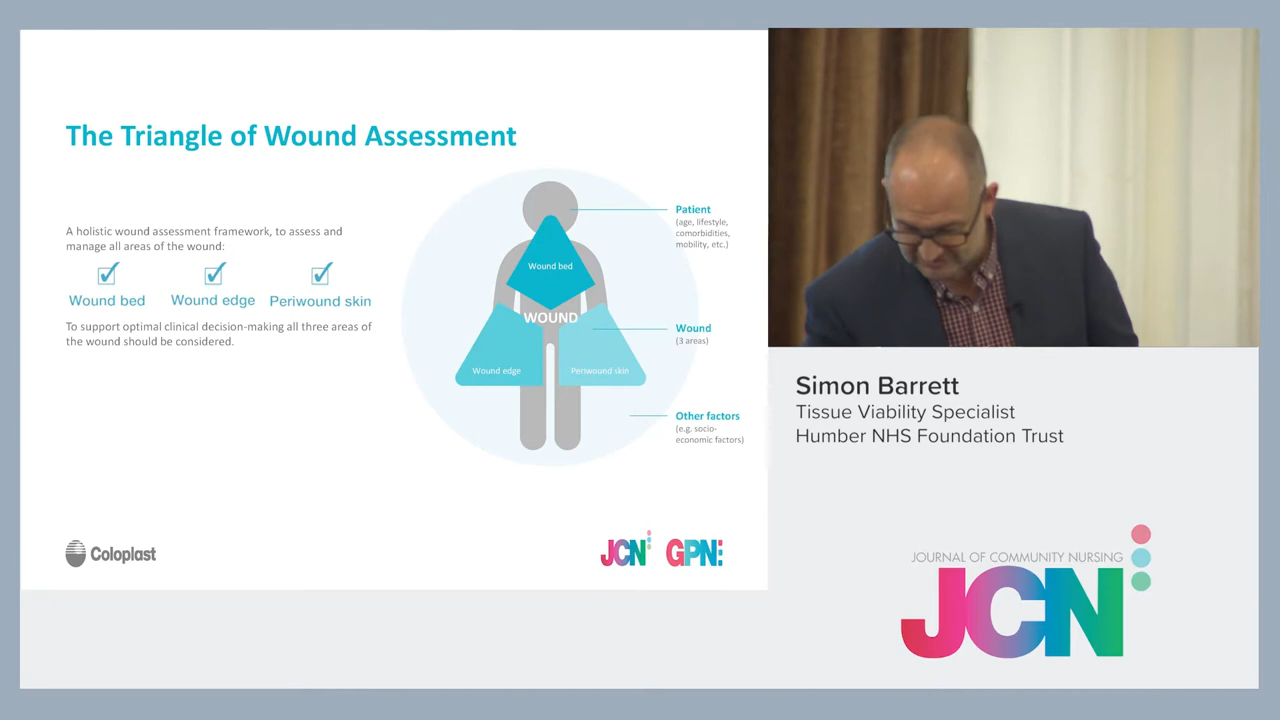 The Triangle of Wound Assessment
A holistic wound assessment framework, to assess and
manage all areas of the wound:
Wound bed
Wound edge
Periwound skin
To support optimal clinical decision-making all three areas of
the wound should be considered.
Wound bed
WOUND
Wound edge
Periwound skin
Patient
(age, lifestyle,
comorbidities,
mobility, etc.)
Wound
(3 areas)
Other factors
(e.g. socio-
economic factors)
Coloplast
JCN
GPN
Simon Barrett
Tissue Viability Specialist
Humber NHS Foundation Trust
JOURNAL OF COMMUNITY NURSING
JCN